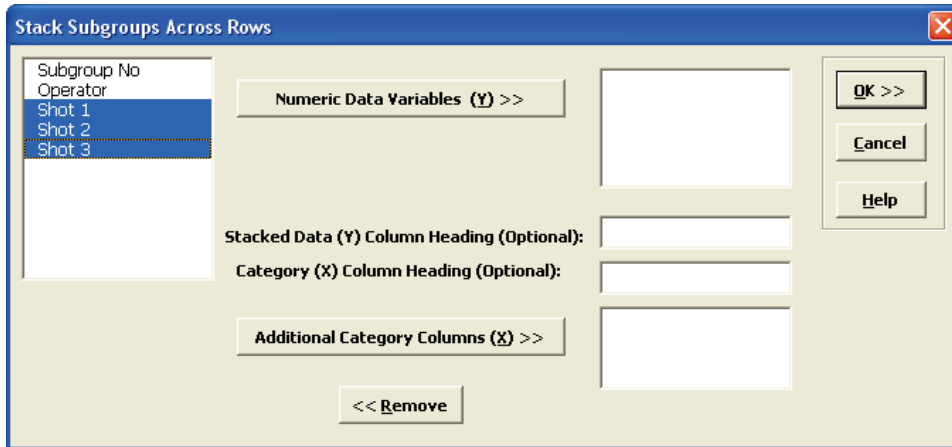 Stack Subgroups Across Rows
Subgroup No
Operator
Shot 1
Shot 2
Shot 3
Numeric Data Variables (Y) >>
Stacked Data (Y) Column Heading (Optional):
Category (X) Column Heading (Optional):
Additional Category Columns (X) >>
<< Remove
OK >>
Cancel
Help